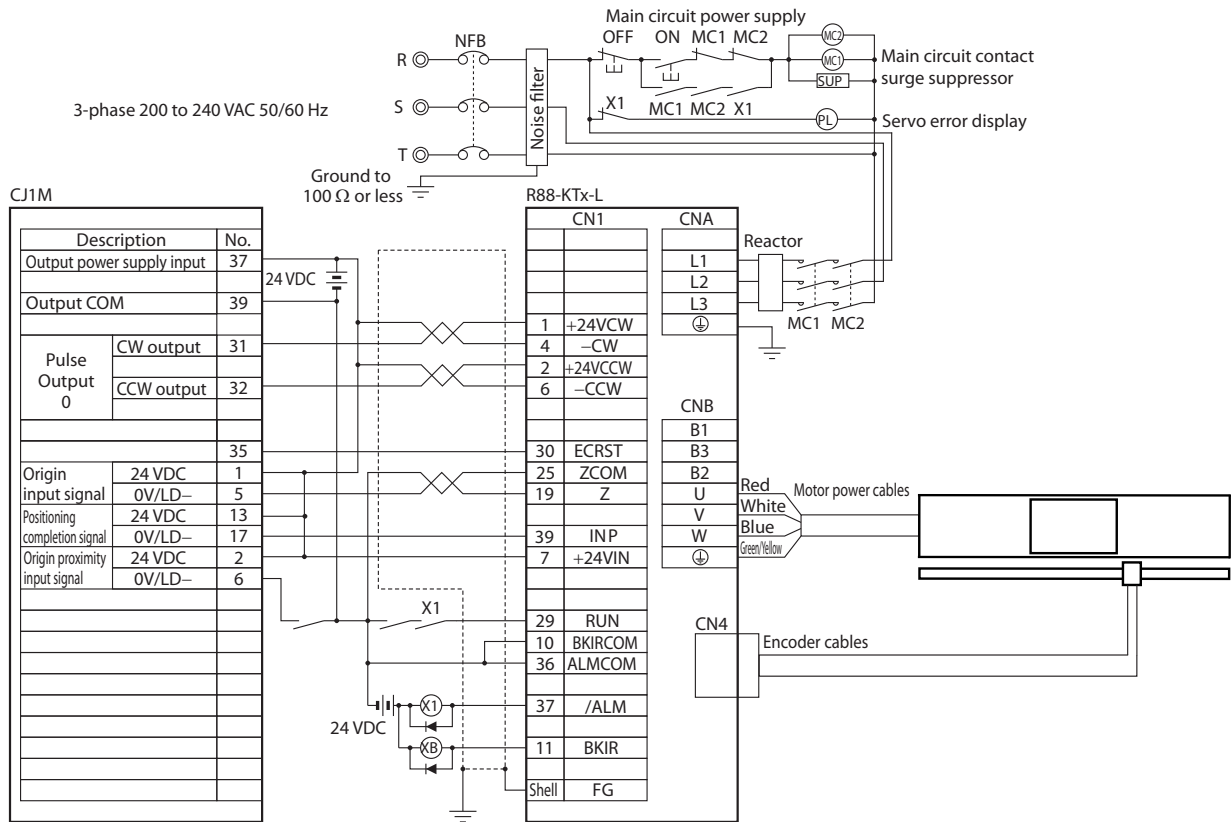 Main circuit power supply
OFF ON MC1 MC2
NFB
R
S
T
3-phase 200 to 240 VAC 50/60 Hz
Noise filter
MC2
MC1
SUP
Main circuit contact
surge suppressor
X1
MC1 MC2 X1
PL
Servo error display
Ground to
100 Ω or less
CJ1M
Description No.
Output power supply input 37
Output COM 39
Pulse
Output
0
CW output 31
CCW output 32
35
Origin
input signal
24 VDC 1
0V/LD− 5
Positioning
completion signal
24 VDC 13
0V/LD− 17
Origin proximity
input signal
24 VDC 2
0V/LD− 6
24 VDC
X1
24 VDC
X1
XB
R88-KTx-L
CN1
1 +24VCW
4 −CW
2 +24VCCW
6 −CCW
30 ECRST
25 ZCOM
19 Z
39 INP
7 +24VIN
29 RUN
10 BKIRCOM
36 ALMCOM
37 /ALM
11 BKIR
Shell FG
CNA
L1
L2
L3
Reactor
MC1 MC2
CNB
B1
B3
B2
U
V
W
Red
White
Blue
Green/Yellow
Motor power cables
CN4
Encoder cables